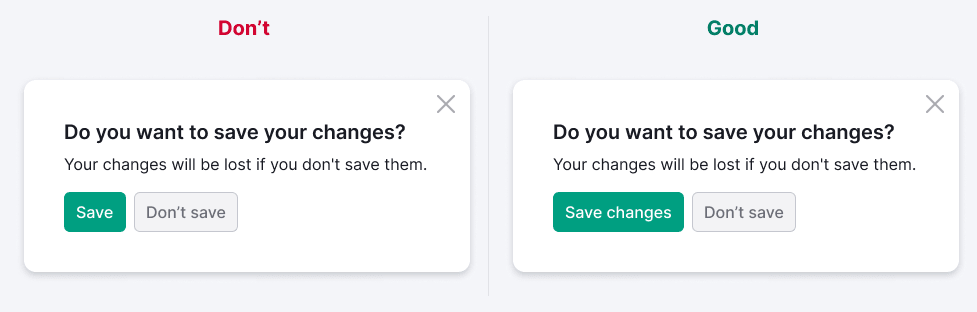 Don’t
Do you want to save your changes?
Your changes will be lost if you don't save them.
Save
Don’t save
Good
Do you want to save your changes?
Your changes will be lost if you don't save them.
Save changes
Don’t save